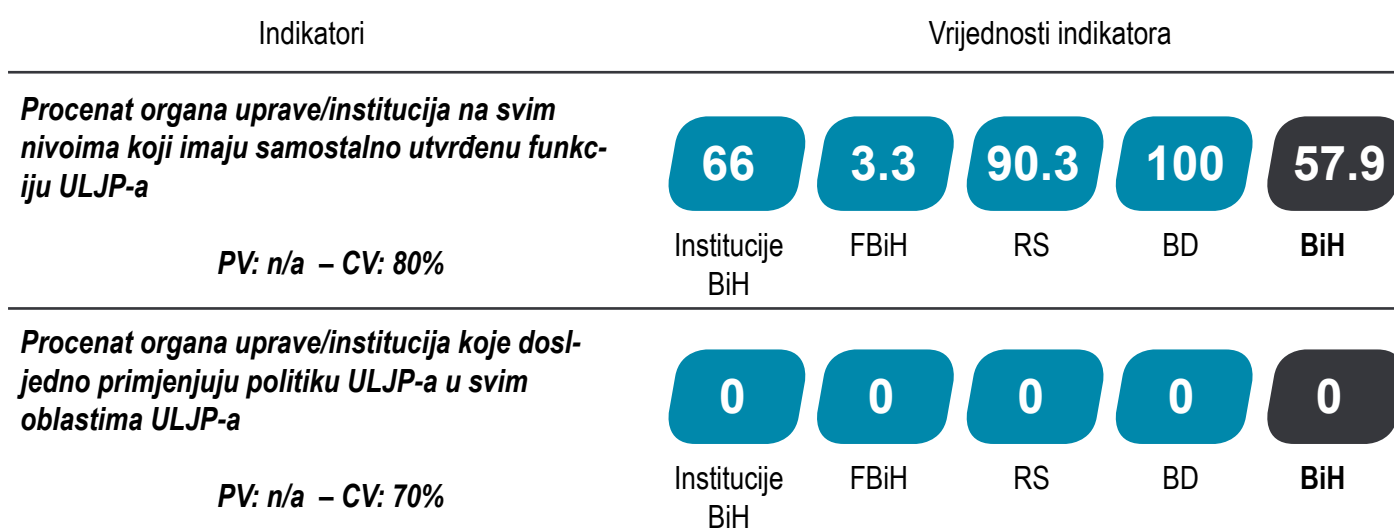 Indikatori
Vrijednosti indikatora
Procenat organa uprave/institucija na svim
nivoima koji imaju samostalno utvrđenu funkc-
iju ULJP-a
PV: n/a – CV: 80%
66
3.3
90.3
100
57.9
Institucije
BiH
FBiH
RS
BD
BiH
Procenat organa uprave/institucija koje dosl-
jedno primjenjuju politiku ULJP-a u svim
oblastima ULJP-a
PV: n/a – CV: 70%
0
0
0
0
0
Institucije
BiH
FBiH
RS
BD
BiH